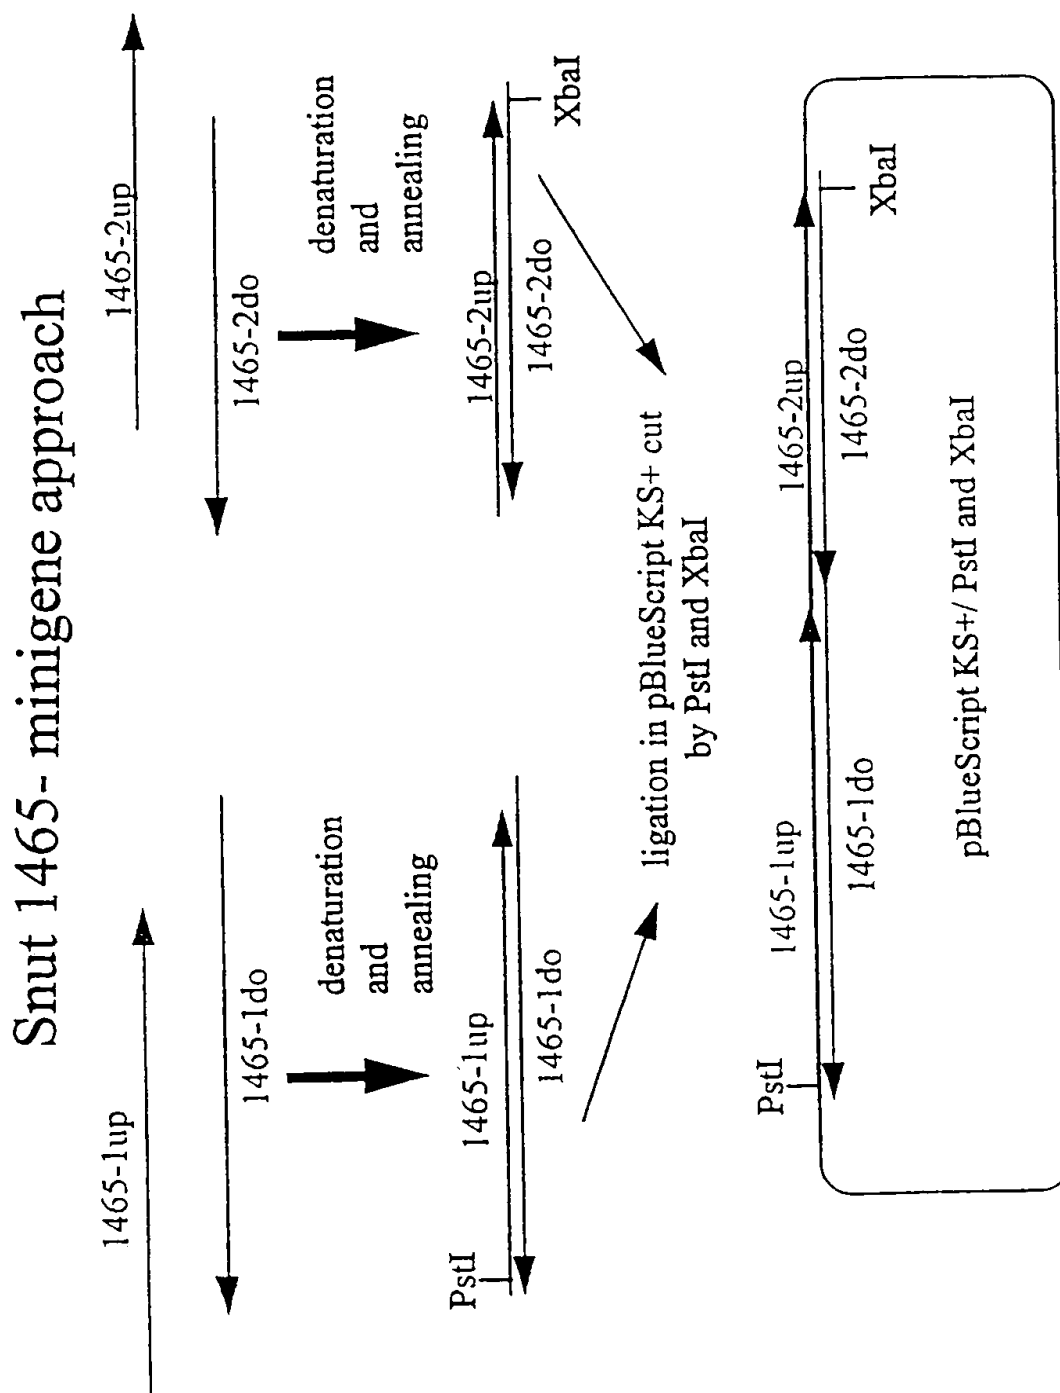 Snut 1465- minigene approach
1465-1up
1465-2up
1465-1do
1465-2do
denaturation
and
annealing
denaturation
and
annealing
1465-1up
1465-2up
PstI
1465-1do
1465-2do
XbaI
ligation in pBlueScript KS+ cut
by PstI and XbaI
1465-1up
1465-2up
PstI
1465-1do
1465-2do
XbaI
pBlueScript KS+/ PstI and XbaI